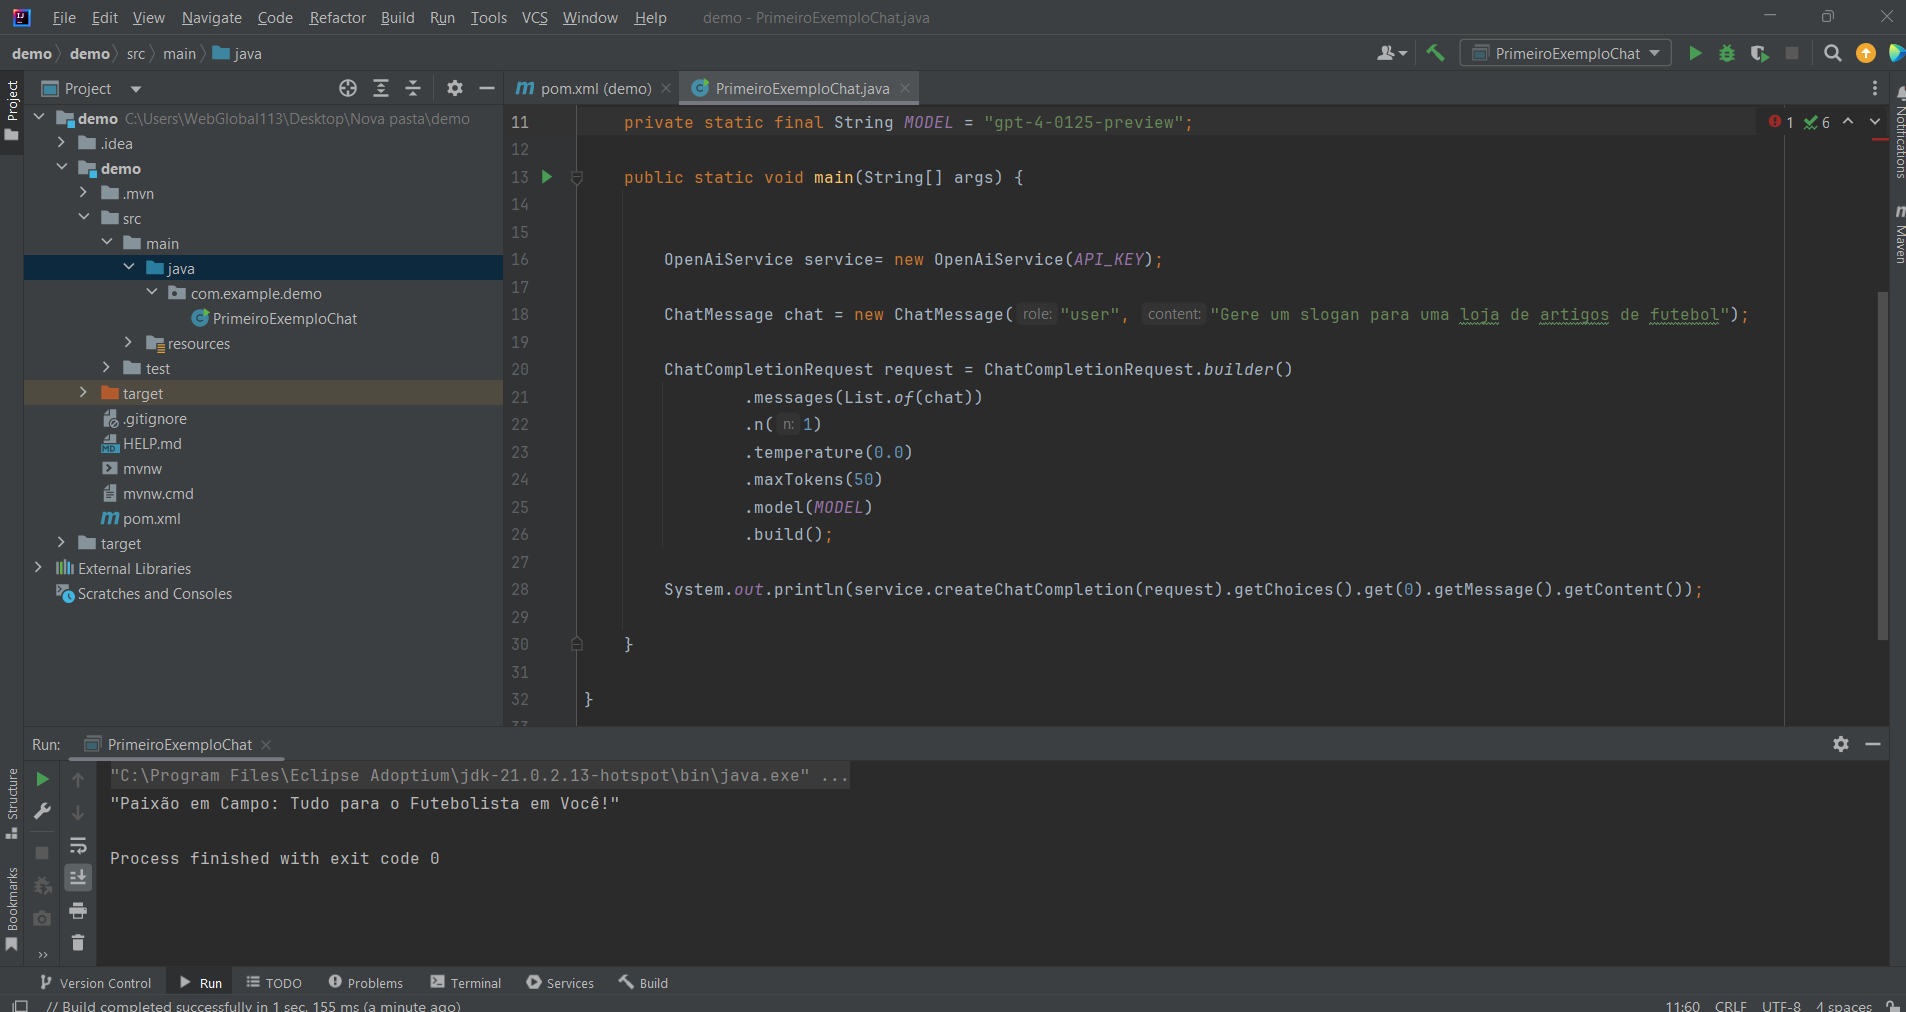 File Edit View Navigate Code Refactor Build Run Tools VCS Window Help demo - PrimeiroExemploChat.java
demo demo src main java
PrimeiroExemploChat
Project
Project
pom.xml (demo)
PrimeiroExemploChat.java
Notifications
Maven
demo C:\Users\WebGlobal113\Desktop\Nova pasta\demo
.idea
demo
.mvn
src
main
java
com.example.demo
PrimeiroExemploChat
resources
test
target
.gitignore
HELP.md
mvnw
mvnw.cmd
pom.xml
target
External Libraries
Scratches and Consoles
11 private static final String MODEL = "gpt-4-0125-preview";
1 6
12
13 public static void main(String[] args) {
14
15
16 OpenAiService service= new OpenAiService(API_KEY);
17
18 ChatMessage chat = new ChatMessage( role: "user", content: "Gere um slogan para uma loja de artigos de futebol");
19
20 ChatCompletionRequest request = ChatCompletionRequest.builder()
21 .messages(List.of(chat))
22 .n( n: 1)
23 .temperature(0.0)
24 .maxTokens(50)
25 .model(MODEL)
26 .build();
27
28 System.out.println(service.createChatCompletion(request).getChoices().get(0).getMessage().getContent());
29
30 }
31
32 }
33
Run: PrimeiroExemploChat
"C:\Program Files\Eclipse Adoptium\jdk-21.0.2.13-hotspot\bin\java.exe" ...
"Paixão em Campo: Tudo para o Futebolista em Você!"
Process finished with exit code 0
Structure
Bookmarks
Version Control Run TODO Problems Terminal Services Build
// Build completed successfully in 1 sec, 155 ms (a minute ago)
11:60 CRLF UTF-8 4 spaces